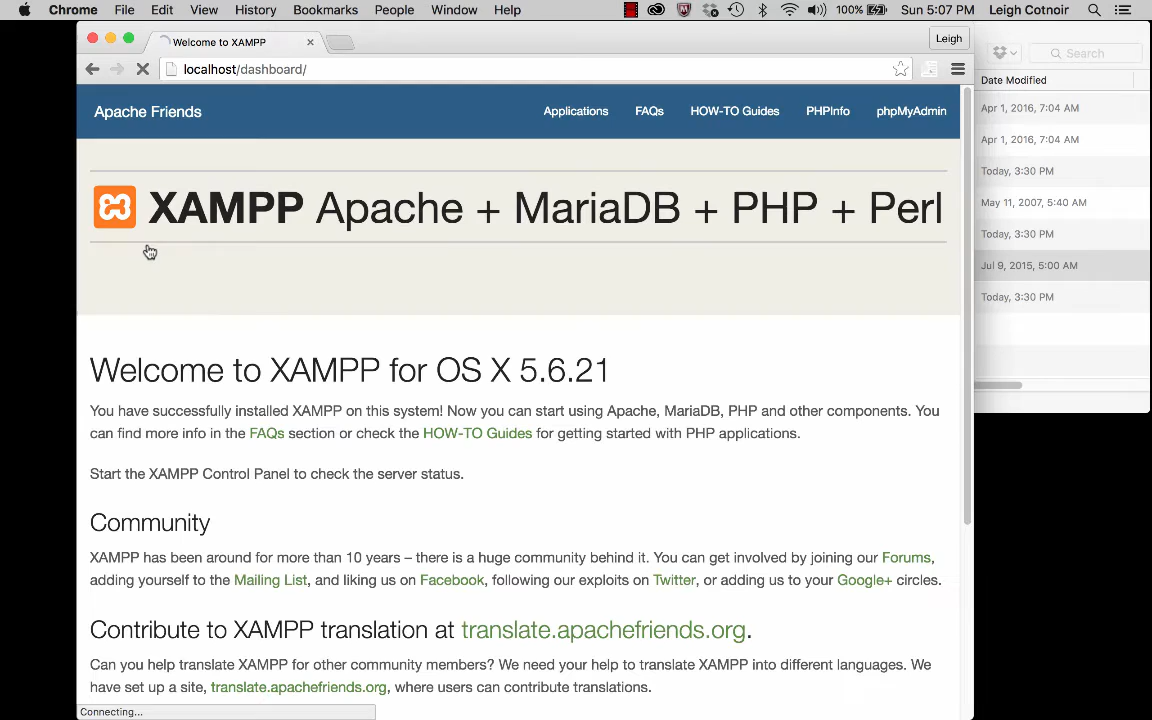 Chrome File Edit View History Bookmarks People Window Help 100% Sun 5:07 PM Leigh Cotnoir
Welcome to XAMPP
Leigh
localhost/dashboard/
Search
Date Modified
Apr 1, 2016, 7:04 AM
Apr 1, 2016, 7:04 AM
Today, 3:30 PM
May 11, 2007, 5:40 AM
Today, 3:30 PM
Jul 9, 2015, 5:00 AM
Today, 3:30 PM
Apache Friends Applications FAQs HOW-TO Guides PHPInfo phpMyAdmin
XAMPP Apache + MariaDB + PHP + Perl
Welcome to XAMPP for OS X 5.6.21
You have successfully installed XAMPP on this system! Now you can start using Apache, MariaDB, PHP and other components. You
can find more info in the FAQs section or check the HOW-TO Guides for getting started with PHP applications.
Start the XAMPP Control Panel to check the server status.
Community
XAMPP has been around for more than 10 years – there is a huge community behind it. You can get involved by joining our Forums,
adding yourself to the Mailing List, and liking us on Facebook, following our exploits on Twitter, or adding us to your Google+ circles.
Contribute to XAMPP translation at translate.apachefriends.org.
Can you help translate XAMPP for other community members? We need your help to translate XAMPP into different languages. We
have set up a site, translate.apachefriends.org, where users can contribute translations.
Connecting...